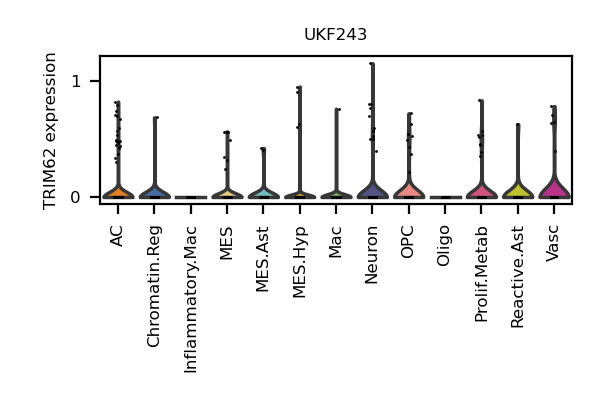 UKF243
TRIM62 expression
1
0
AC
Chromatin.Reg
Inflammatory.Mac
MES
MES.Ast
MES.Hyp
Mac
Neuron
OPC
Oligo
Prolif.Metab
Reactive.Ast
Vasc